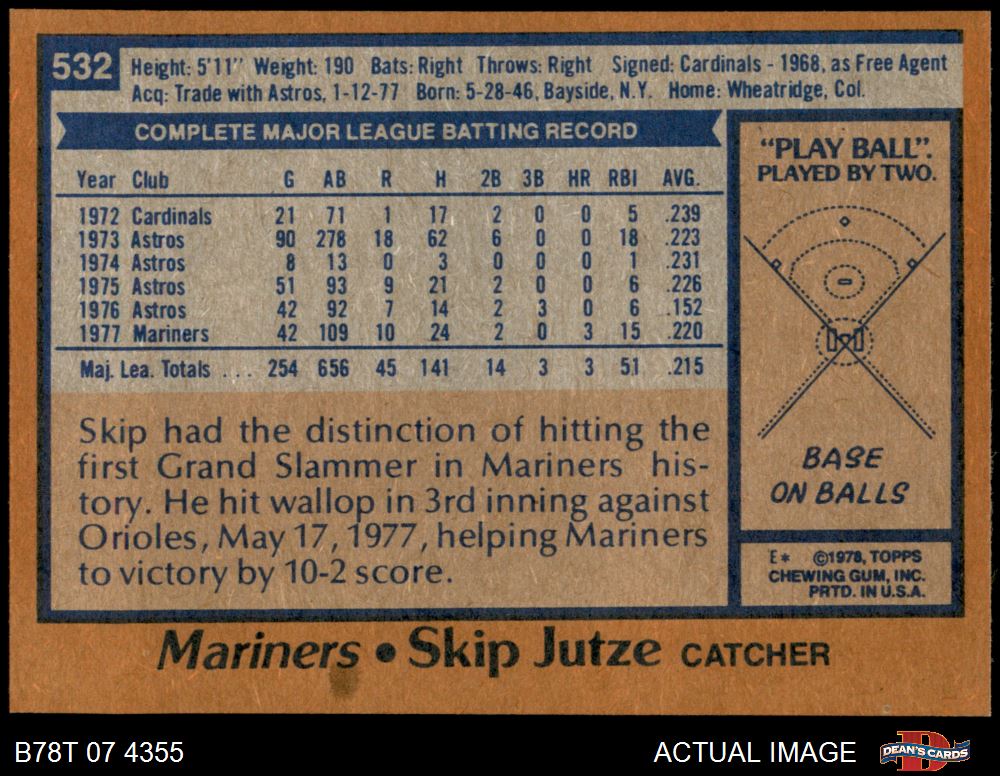 532
Height: 5'11" Weight: 190 Bats: Right Throws: Right Signed: Cardinals - 1968, as Free Agent
Acq: Trade with Astros, 1-12-77 Born: 5-28-46, Bayside, N.Y. Home: Wheatridge, Col.
COMPLETE MAJOR LEAGUE BATTING RECORD
Year Club G AB R H 2B 3B HR RBI AVG.
1972 Cardinals 21 71 1 17 2 0 0 5 .239
1973 Astros 90 278 18 62 6 0 0 18 .223
1974 Astros 8 13 0 3 0 0 0 1 .231
1975 Astros 51 93 9 21 2 0 0 6 .226
1976 Astros 42 92 7 14 2 3 0 6 .152
1977 Mariners 42 109 10 24 2 0 3 15 .220
Maj. Lea. Totals ... 254 656 45 141 14 3 3 51 .215
Skip had the distinction of hitting the
first Grand Slammer in Mariners his-
tory. He hit wallop in 3rd inning against
Orioles, May 17, 1977, helping Mariners
to victory by 10-2 score.
"PLAY BALL".
PLAYED BY TWO.
BASE
ON BALLS
E* ©1978, TOPPS
CHEWING GUM, INC.
PRTD. IN U.S.A.
Mariners • Skip Jutze CATCHER
B78T 07 4355
ACTUAL IMAGE
DEAN'S CARDS